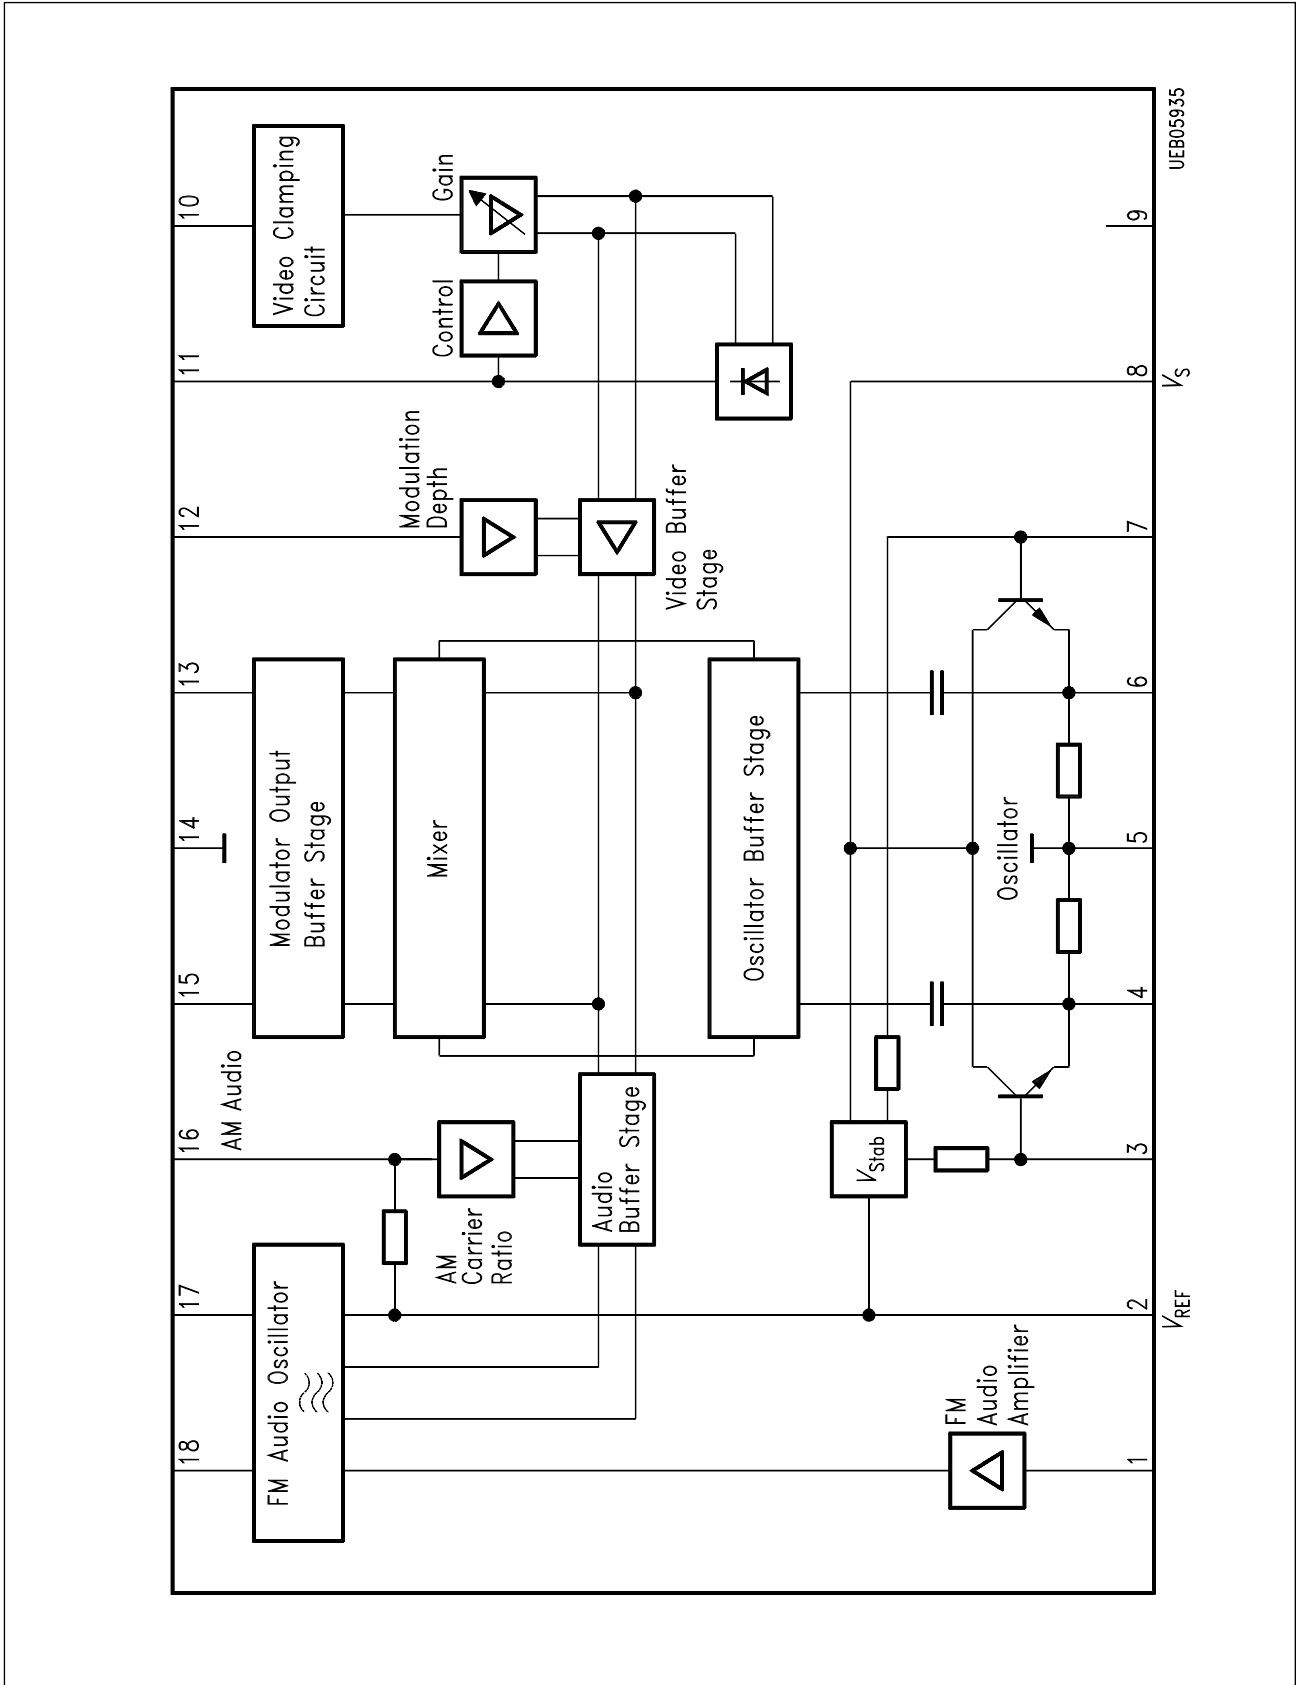 18
17
16
15
14
13
12
11
10
FM Audio Oscillator
AM Audio
Modulator Output
Buffer Stage
Video Clamping
Circuit
Mixer
Modulation
Depth
Control
Gain
AM
Carrier
Ratio
Audio
Buffer Stage
Video Buffer
Stage
Oscillator Buffer Stage
VStab
FM
Audio
Amplifier
Oscillator
1
2
3
4
5
6
7
8
9
VREF
VS
UEB05935